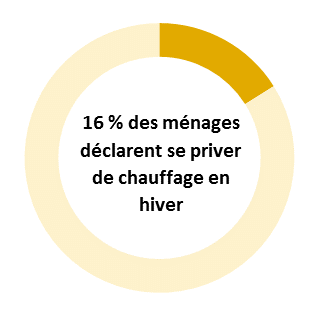 16 % des ménages
déclarent se priver
de chauffage en
hiver